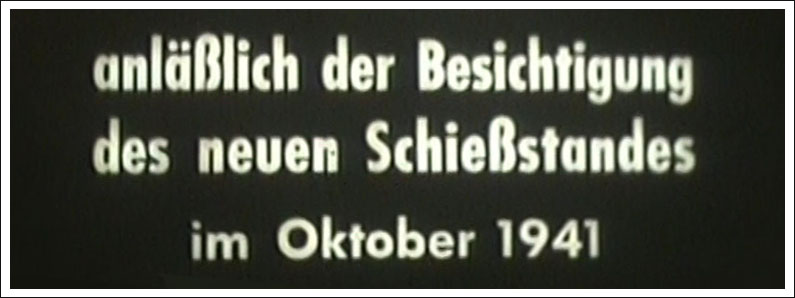 anläßlich der Besichtigung
des neuen Schießstandes
im Oktober 1941